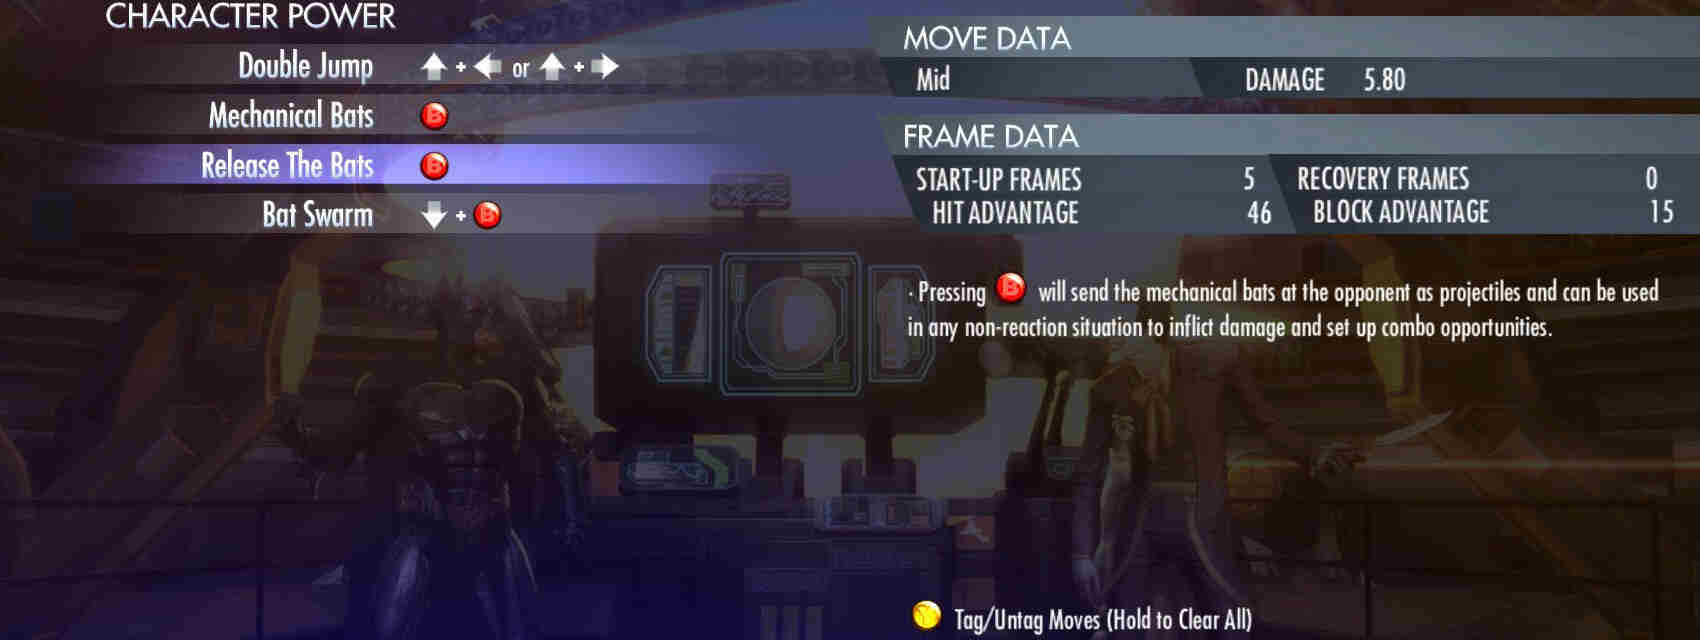 CHARACTER POWER
Double Jump + or +
Mechanical Bats B
Release The Bats B
Bat Swarm + B
MOVE DATA
Mid DAMAGE 5.80
FRAME DATA
START-UP FRAMES 5 RECOVERY FRAMES 0
HIT ADVANTAGE 46 BLOCK ADVANTAGE 15
· Pressing B will send the mechanical bats at the opponent as projectiles and can be used
in any non-reaction situation to inflict damage and set up combo opportunities.
Y Tag/Untag Moves (Hold to Clear All)